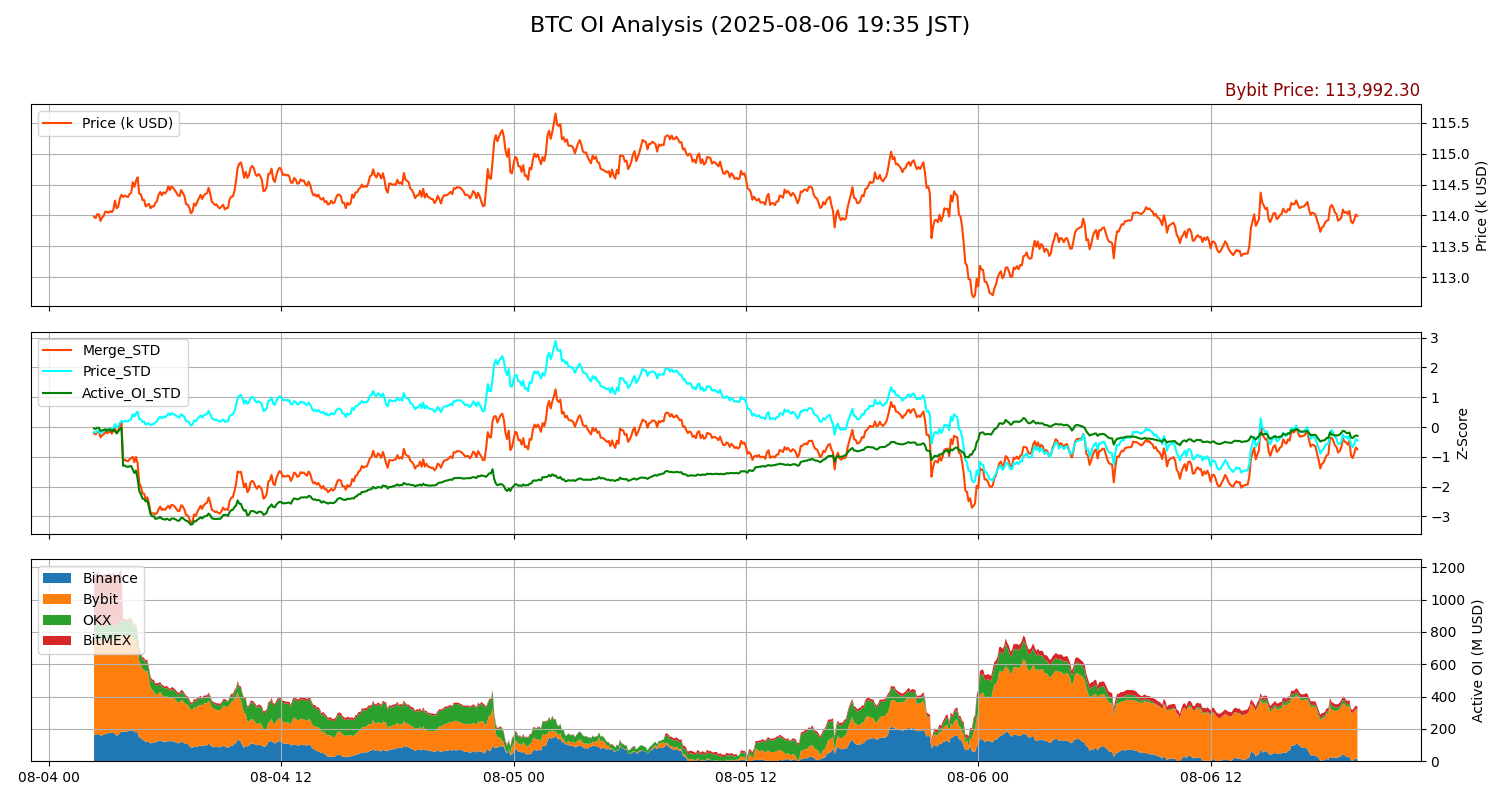 BTC OI Analysis (2025-08-06 19:35 JST)
Bybit Price: 113,992.30
Price (k USD)
115.5
115.0
114.5
114.0
113.5
113.0
Price (k USD)
Merge_STD
Price_STD
Active_OI_STD
3
2
1
0
−1
−2
−3
Z-Score
Binance
Bybit
OKX
BitMEX
1200
1000
800
600
400
200
0
Active OI (M USD)
08-04 00
08-04 12
08-05 00
08-05 12
08-06 00
08-06 12